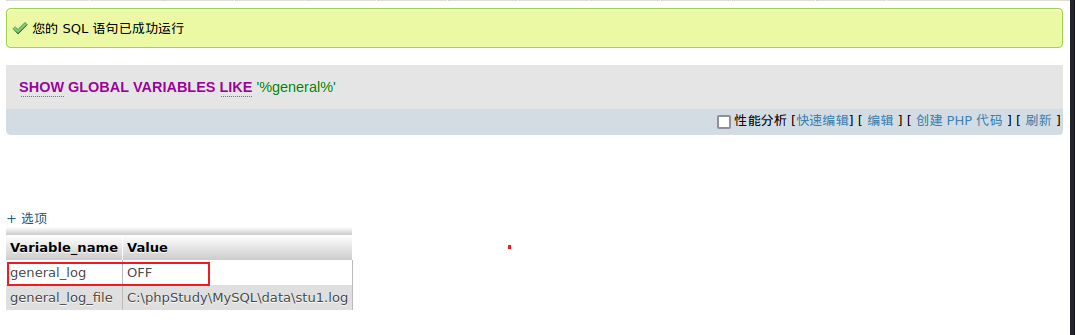 您的 SQL 语句已成功运行
SHOW GLOBAL VARIABLES LIKE '%general%'
性能分析 [快速编辑] [ 编辑 ] [ 创建 PHP 代码 ] [ 刷新 ]
+ 选项
Variable_name Value
general_log OFF
general_log_file C:\phpStudy\MySQL\data\stu1.log